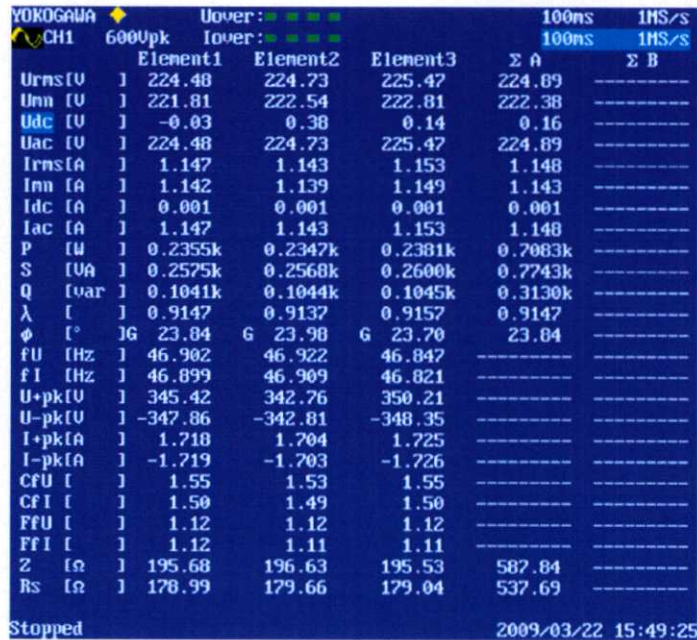 YOKOGAWA Uover: 100ms 1MS/s
CH1 600Vpk Iover: 100ms 1MS/s
Element1 Element2 Element3 Σ A Σ B
Urms[V ] 224.48 224.73 225.47 224.89 --------
Umn [V ] 221.81 222.54 222.81 222.38 --------
Udc [V ] -0.03 0.38 0.14 0.16 --------
Uac [V ] 224.48 224.73 225.47 224.89 --------
Irms[A ] 1.147 1.143 1.153 1.148 --------
Imn [A ] 1.142 1.139 1.149 1.143 --------
Idc [A ] 0.001 0.001 0.001 0.001 --------
Iac [A ] 1.147 1.143 1.153 1.148 --------
P [W ] 0.2355k 0.2347k 0.2381k 0.7083k --------
S [VA ] 0.2575k 0.2568k 0.2600k 0.7743k --------
Q [var ] 0.1041k 0.1044k 0.1045k 0.3130k --------
λ [ ] 0.9147 0.9137 0.9157 0.9147 --------
φ [° ]G 23.84 G 23.98 G 23.70 23.84 --------
fU [Hz ] 46.902 46.922 46.847 -------- --------
fI [Hz ] 46.899 46.909 46.821 -------- --------
U+pk[V ] 345.42 342.76 350.21 -------- --------
U-pk[V ] -347.86 -342.81 -348.35 -------- --------
I+pk[A ] 1.718 1.704 1.725 -------- --------
I-pk[A ] -1.719 -1.703 -1.726 -------- --------
CfU [ ] 1.55 1.53 1.55 -------- --------
CfI [ ] 1.50 1.49 1.50 -------- --------
FfU [ ] 1.12 1.12 1.12 -------- --------
FfI [ ] 1.12 1.11 1.11 -------- --------
Z [Ω ] 195.68 196.63 195.53 587.84 --------
Rs [Ω ] 178.99 179.66 179.04 537.69 --------
Stopped 2009/03/22 15:49:25